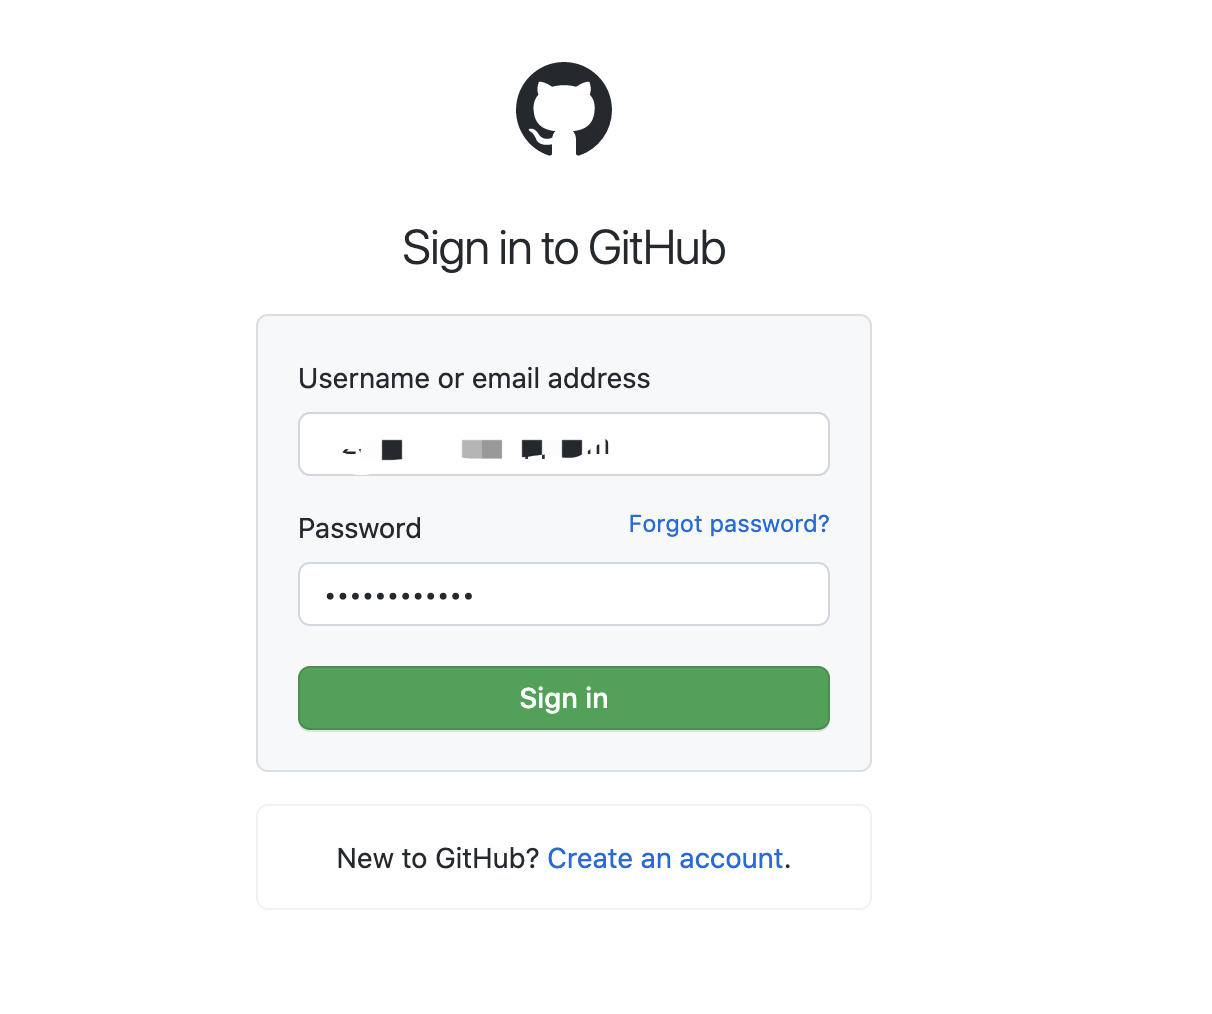 Sign in to GitHub
Username or email address
Password
Forgot password?
••••••••••••
Sign in
New to GitHub? Create an account.